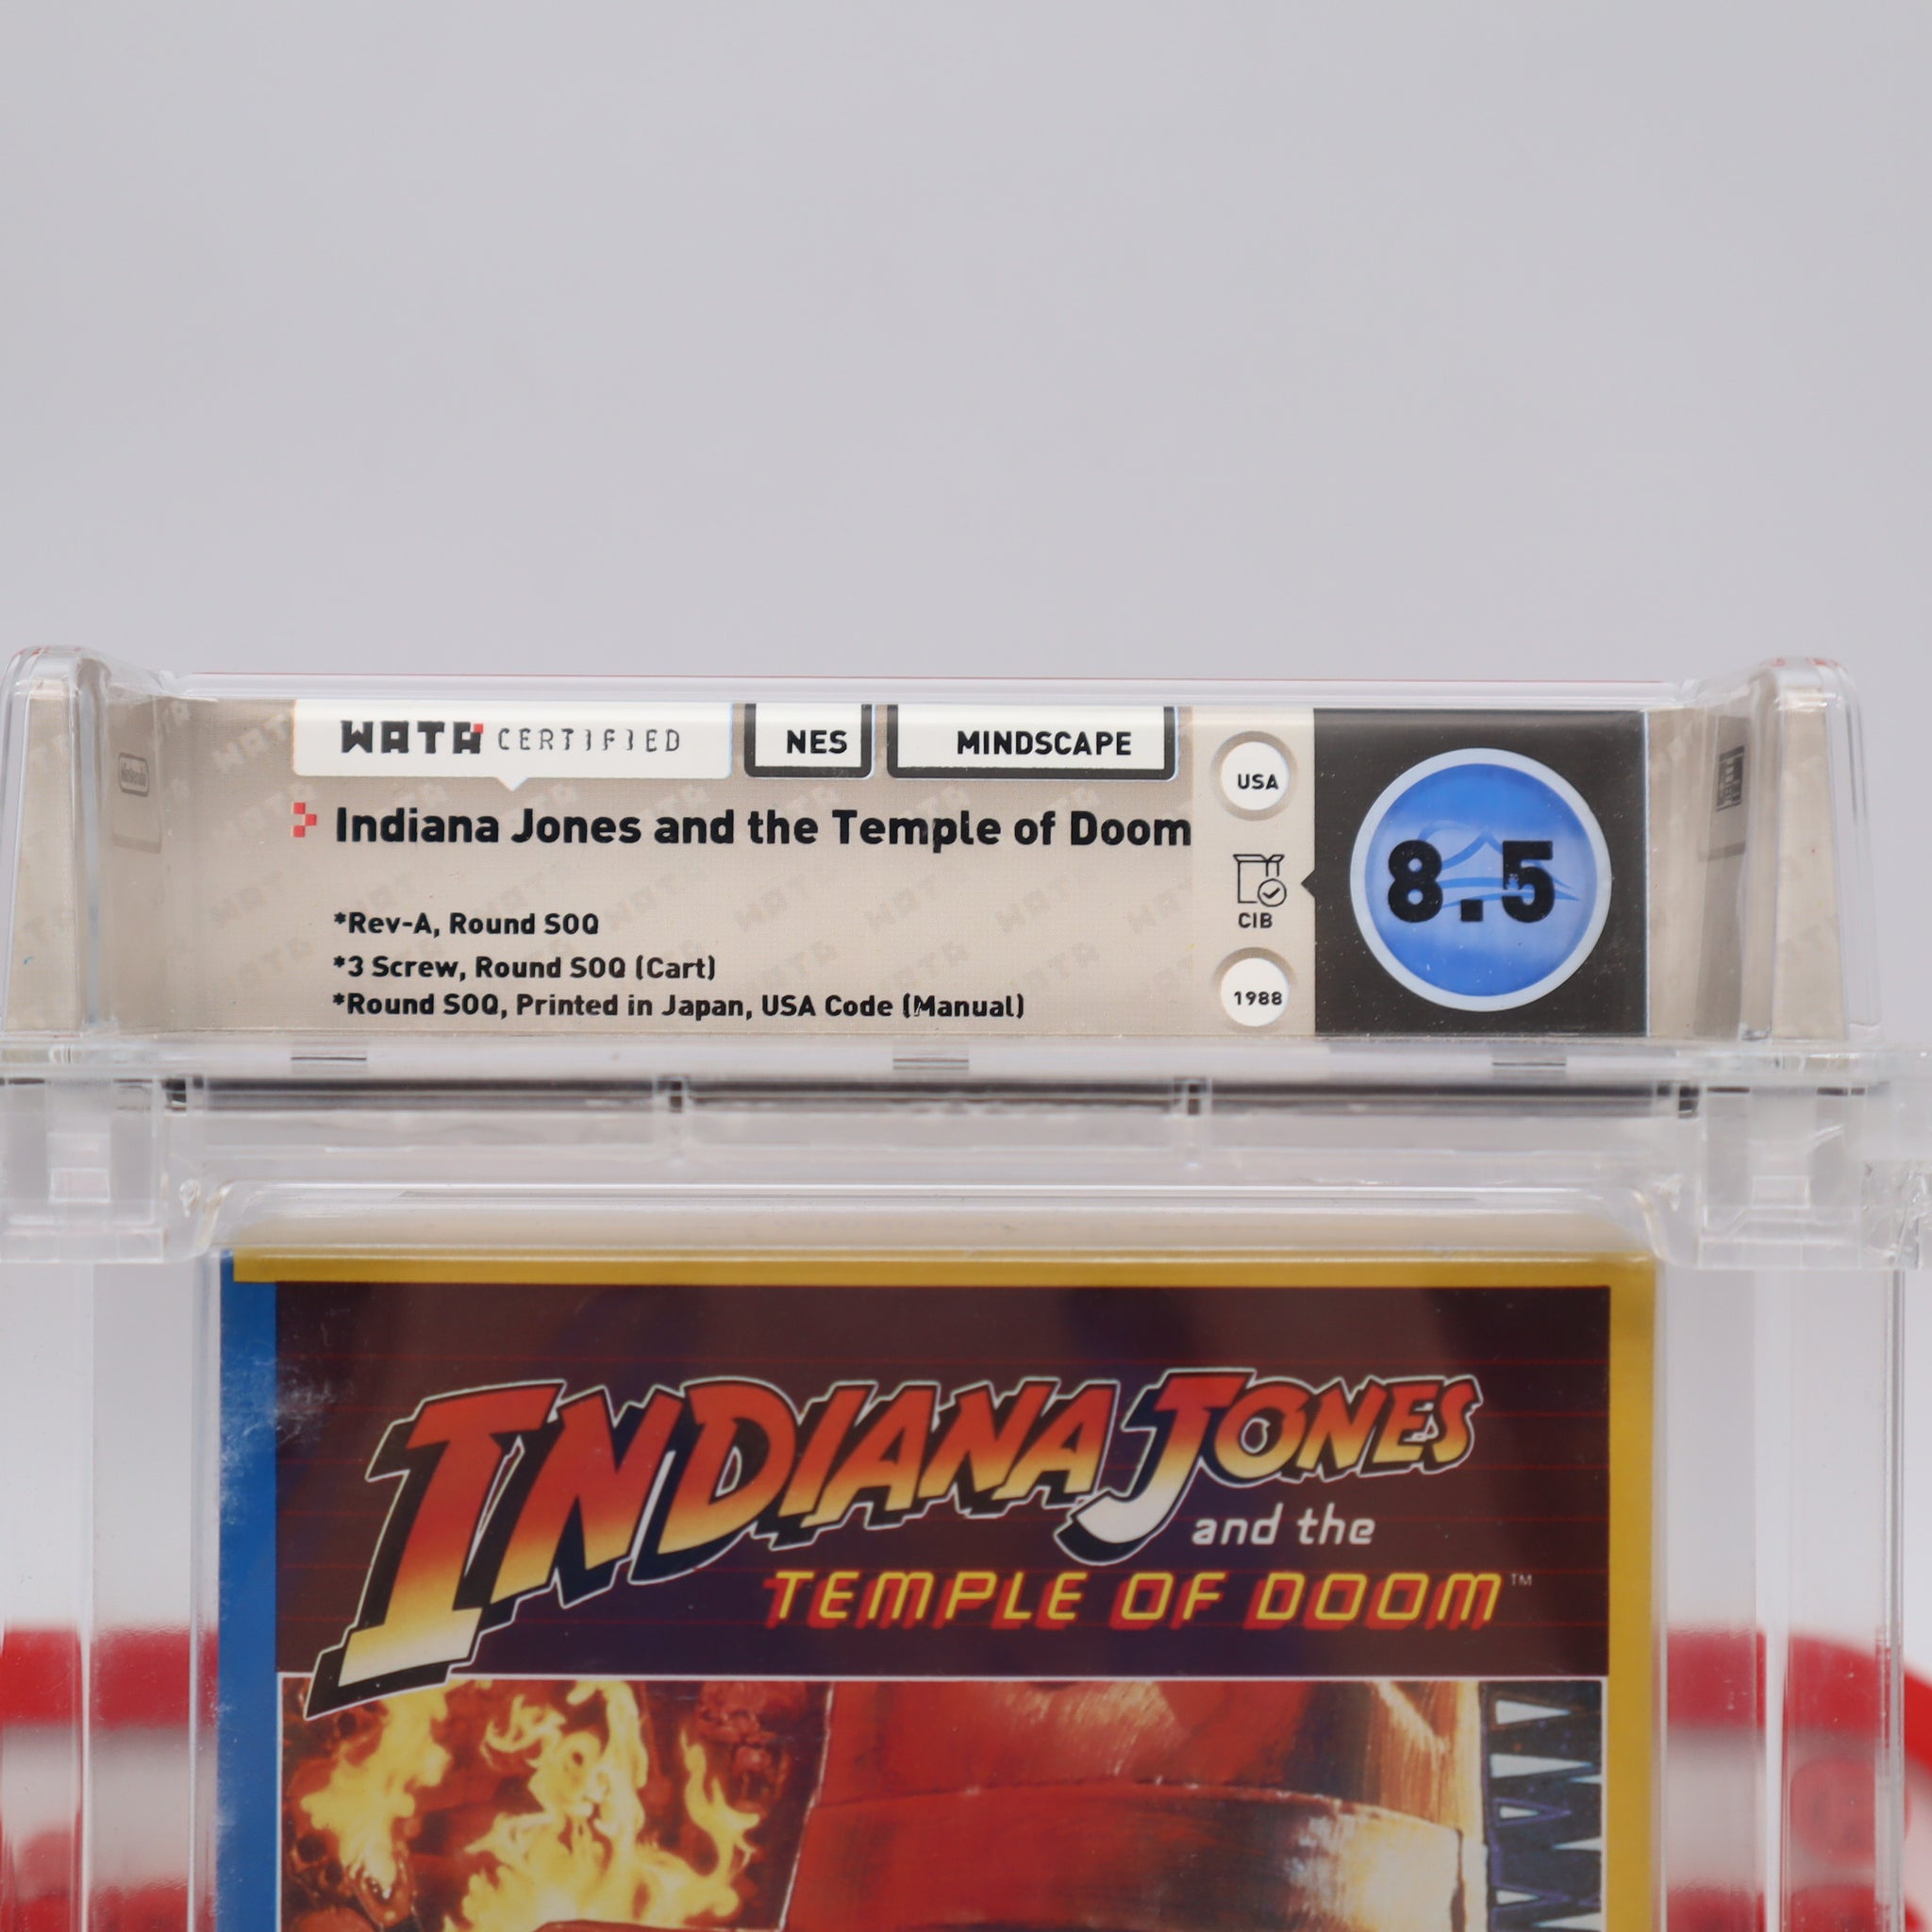 WATA CERTIFIED
NES
MINDSCAPE
Indiana Jones and the Temple of Doom
*Rev-A, Round SOQ
*3 Screw, Round SOQ (Cart)
*Round SOQ, Printed in Japan, USA Code (Manual)
USA
CIB
1988
8.5
INDIANA JONES
and the
TEMPLE OF DOOM™